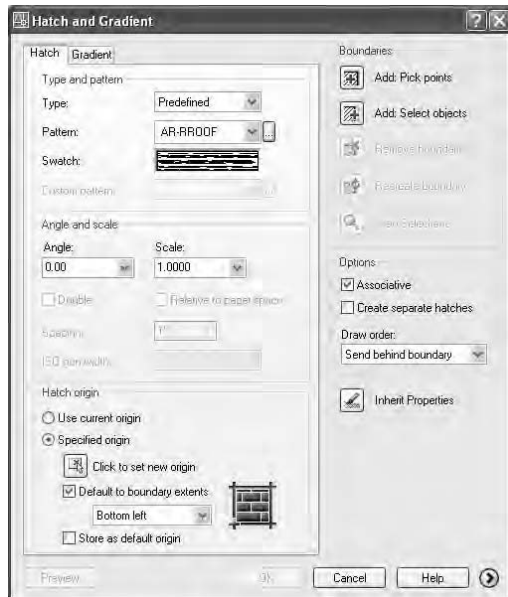 Hatch and Gradient
Hatch Gradient
Type and pattern
Type: Predefined
Pattern: AR-RROOF ...
Swatch:
Custom pattern:
Angle and scale
Angle: Scale:
0.00 1.0000
Double Relative to paper space
Spacing:
ISO pen width:
Hatch origin
Use current origin
Specified origin
Click to set new origin
Default to boundary extents
Bottom left
Store as default origin
Boundaries
Add: Pick points
Add: Select objects
Remove boundaries
Recreate boundary
View Selections
Options
Associative
Create separate hatches
Draw order:
Send behind boundary
Inherit Properties
Preview OK Cancel Help